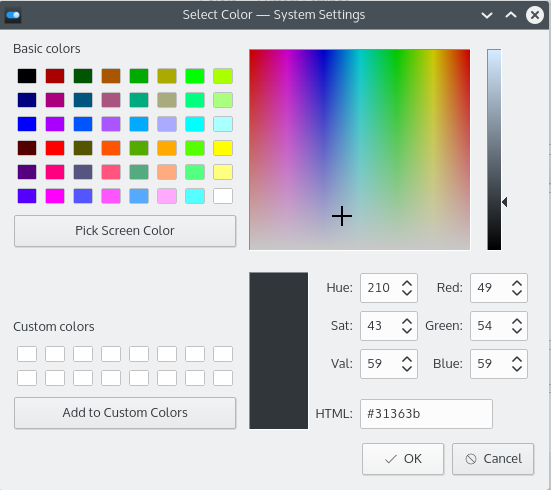 Select Color — System Settings
Basic colors
Pick Screen Color
Hue: 210 Red: 49
Sat: 43 Green: 54
Val: 59 Blue: 59
Custom colors
Add to Custom Colors
HTML: #31363b
OK Cancel